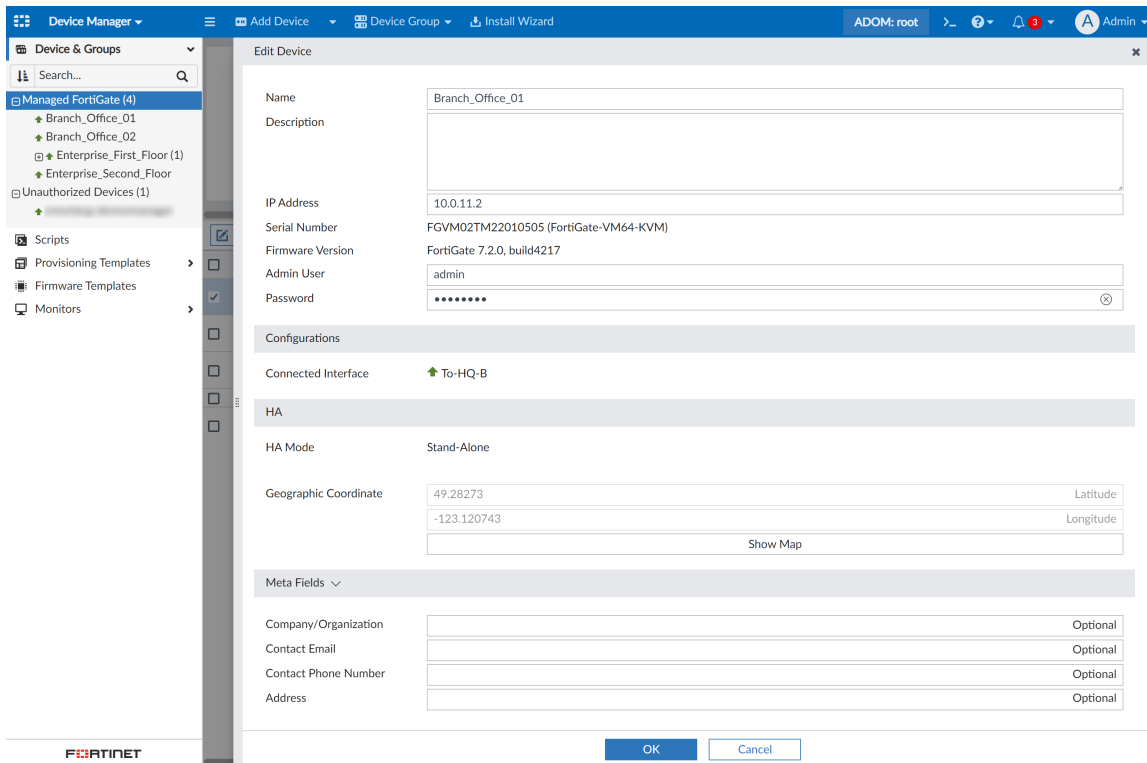 Device Manager
Add Device
Device Group
Install Wizard
ADOM: root
>_
?
3
A
Admin
Device & Groups
Search...
Managed FortiGate (4)
Branch_Office_01
Branch_Office_02
Enterprise_First_Floor (1)
Enterprise_Second_Floor
Unauthorized Devices (1)
Scripts
Provisioning Templates
Firmware Templates
Monitors
FORTINET
Edit Device
Name
Branch_Office_01
Description
IP Address
10.0.11.2
Serial Number
FGVM02TM22010505 (FortiGate-VM64-KVM)
Firmware Version
FortiGate 7.2.0, build4217
Admin User
admin
Password
••••••••
Configurations
Connected Interface
To-HQ-B
HA
HA Mode
Stand-Alone
Geographic Coordinate
49.28273
Latitude
-123.120743
Longitude
Show Map
Meta Fields
Company/Organization
Optional
Contact Email
Optional
Contact Phone Number
Optional
Address
Optional
OK
Cancel